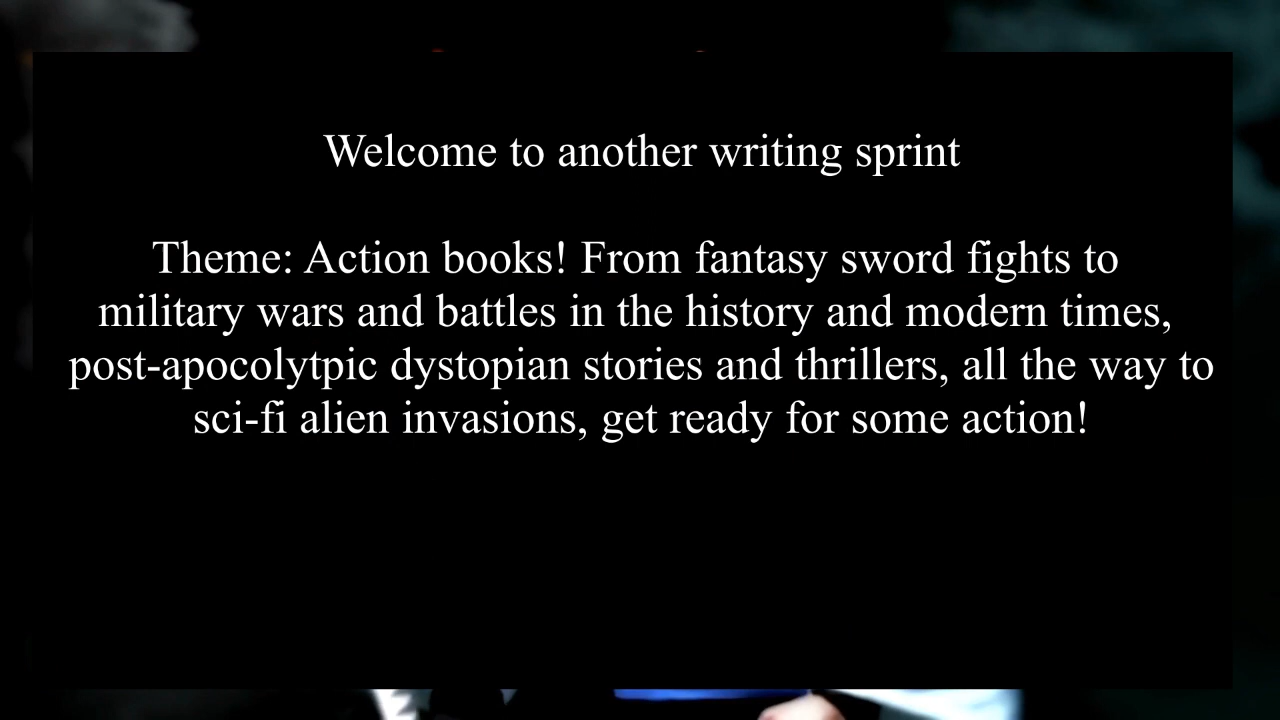 Welcome to another writing sprint
Theme: Action books! From fantasy sword fights to
military wars and battles in the history and modern times,
post-apocolytpic dystopian stories and thrillers, all the way to
sci-fi alien invasions, get ready for some action!